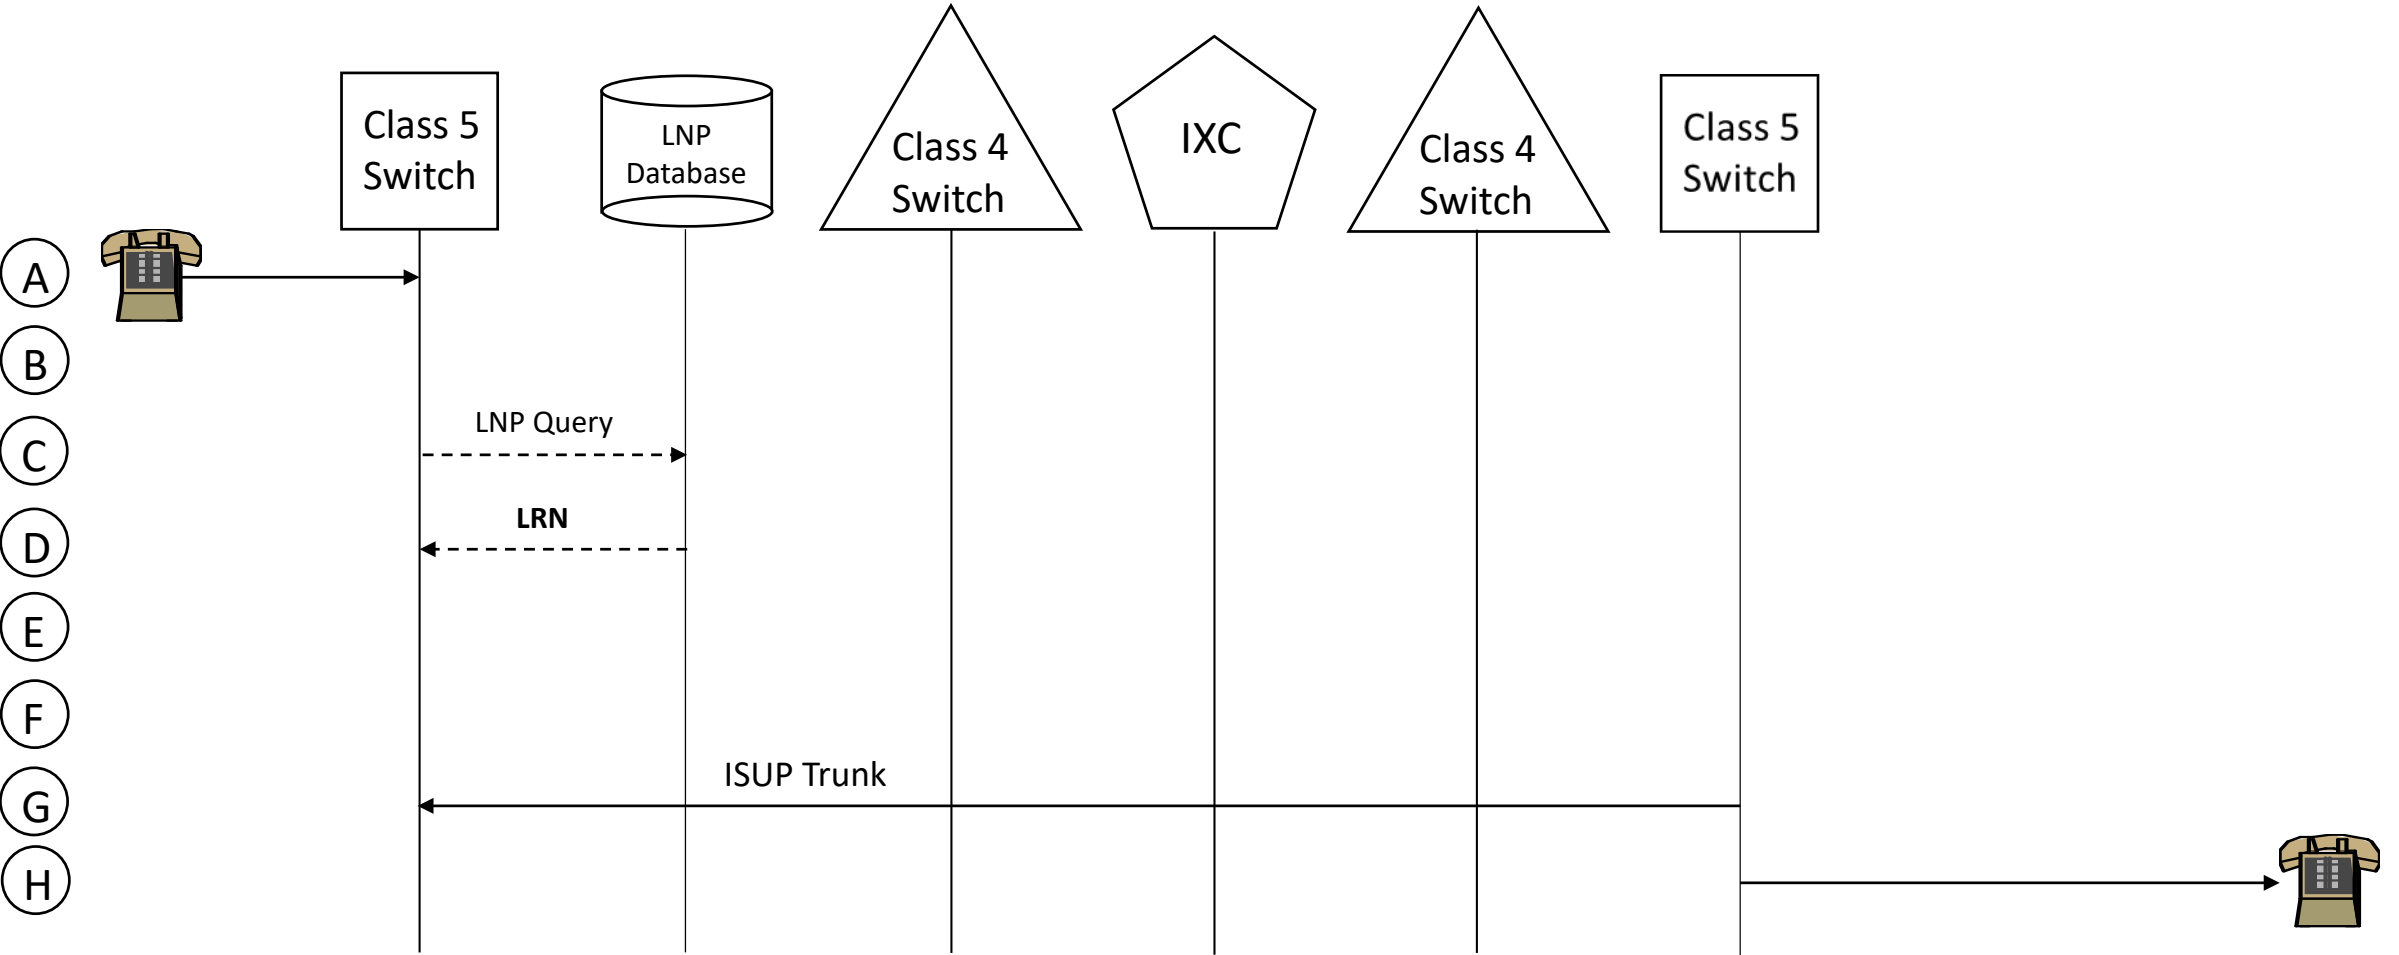 Class 5
Switch
LNP
Database
Class 4
Switch
IXC
Class 4
Switch
Class 5
Switch
A
B
LNP Query
C
LRN
D
E
F
ISUP Trunk
G
H